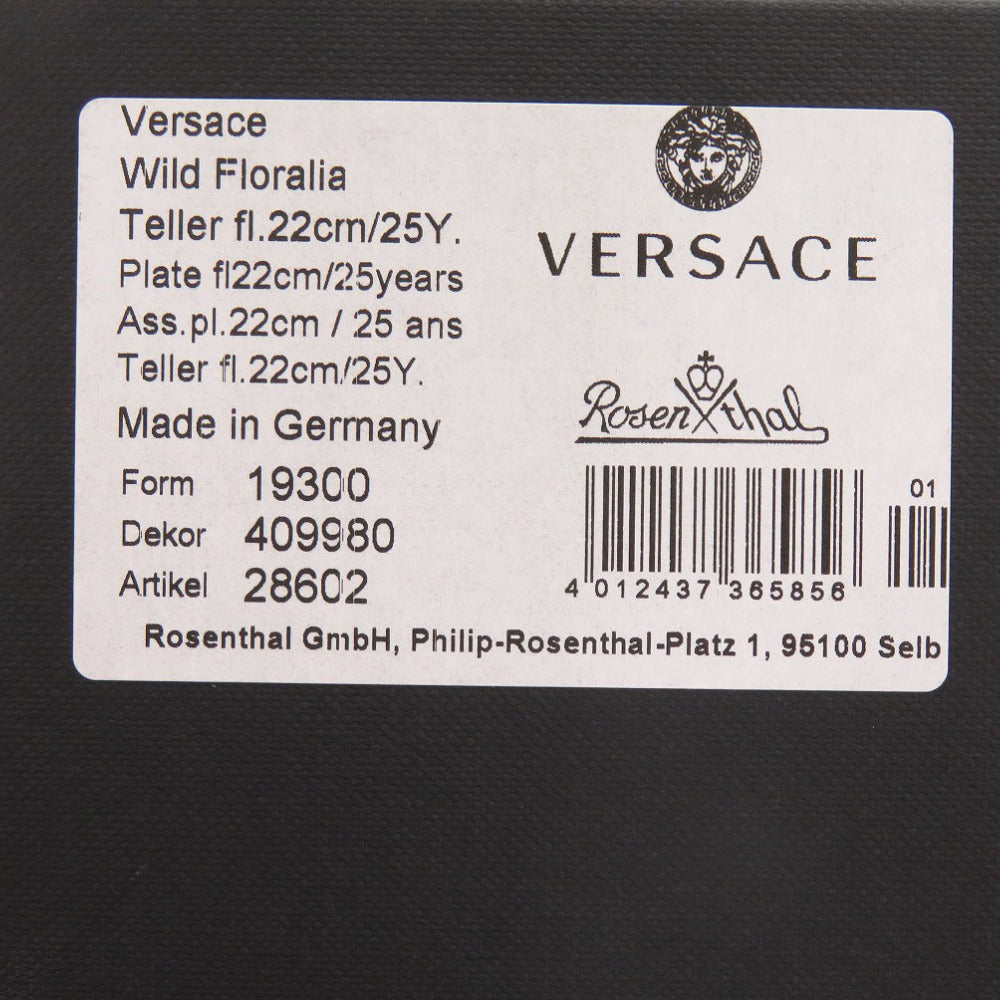 Versace
Wild Floralia
Teller fl.22cm/25Y.
Plate fl22cm/25years
Ass.pl.22cm / 25 ans
Teller fl.22cm/25Y.
Made in Germany
Form 19300
Dekor 409980
Artikel 28602
VERSACE
Rosenthal
01
4 012437 365856
Rosenthal GmbH, Philip-Rosenthal-Platz 1, 95100 Selb